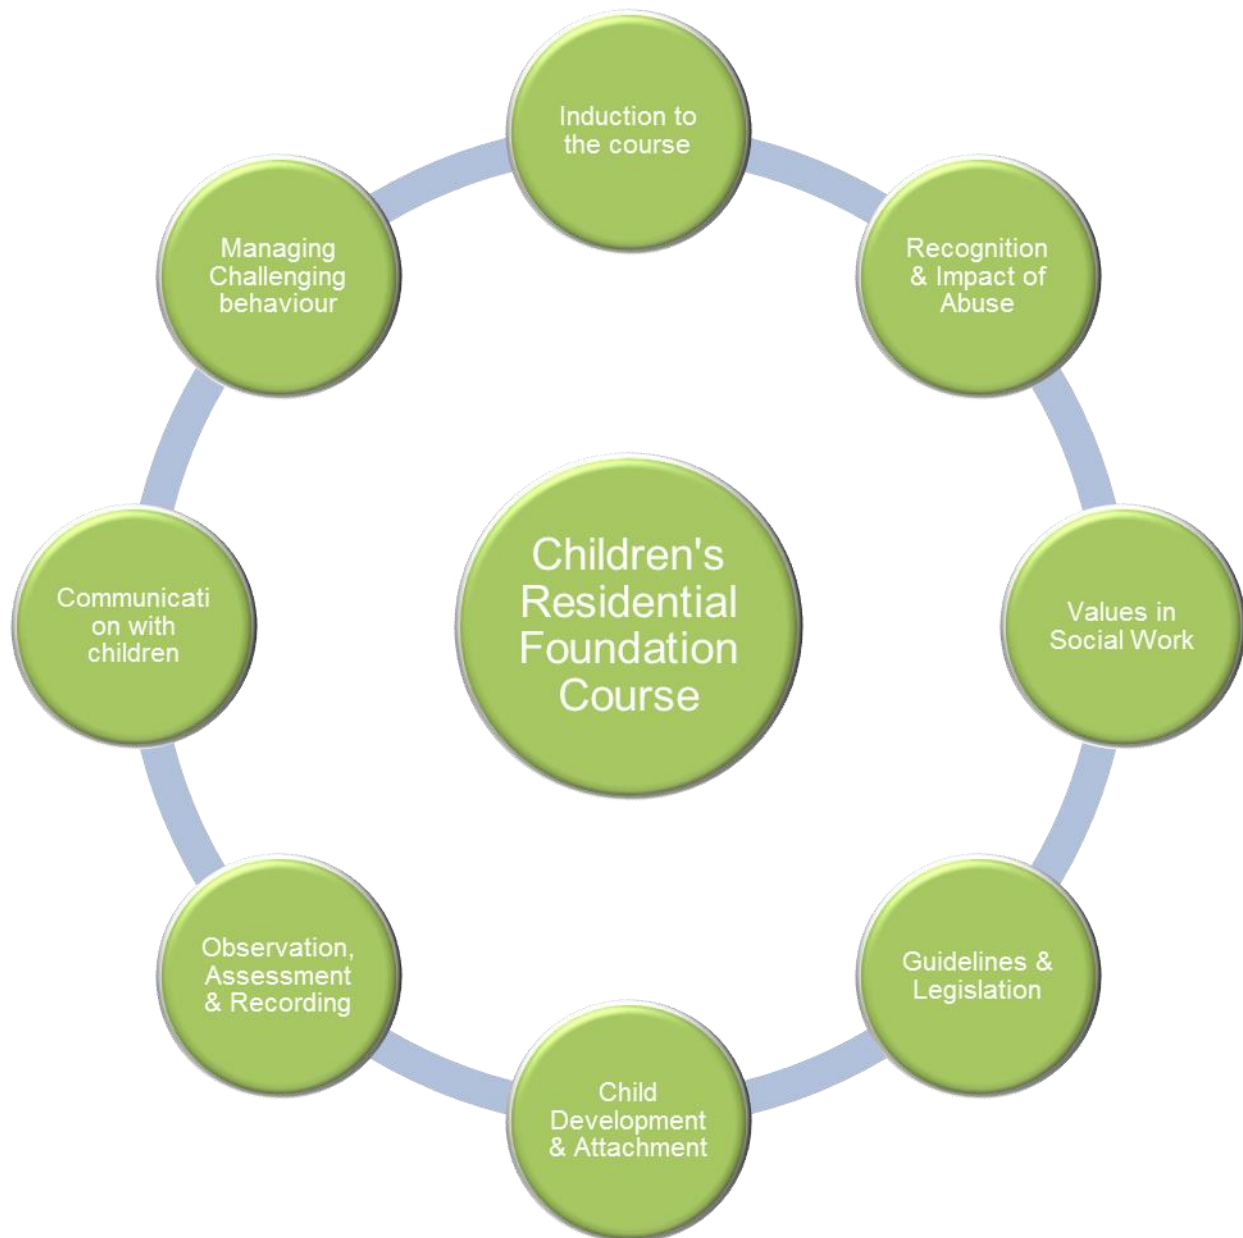 Induction to
the course
Recognition
& Impact of
Abuse
Values in
Social Work
Guidelines &
Legislation
Child
Development
& Attachment
Observation,
Assessment
& Recording
Communicati
on with
children
Managing
Challenging
behaviour
Children's
Residential
Foundation
Course